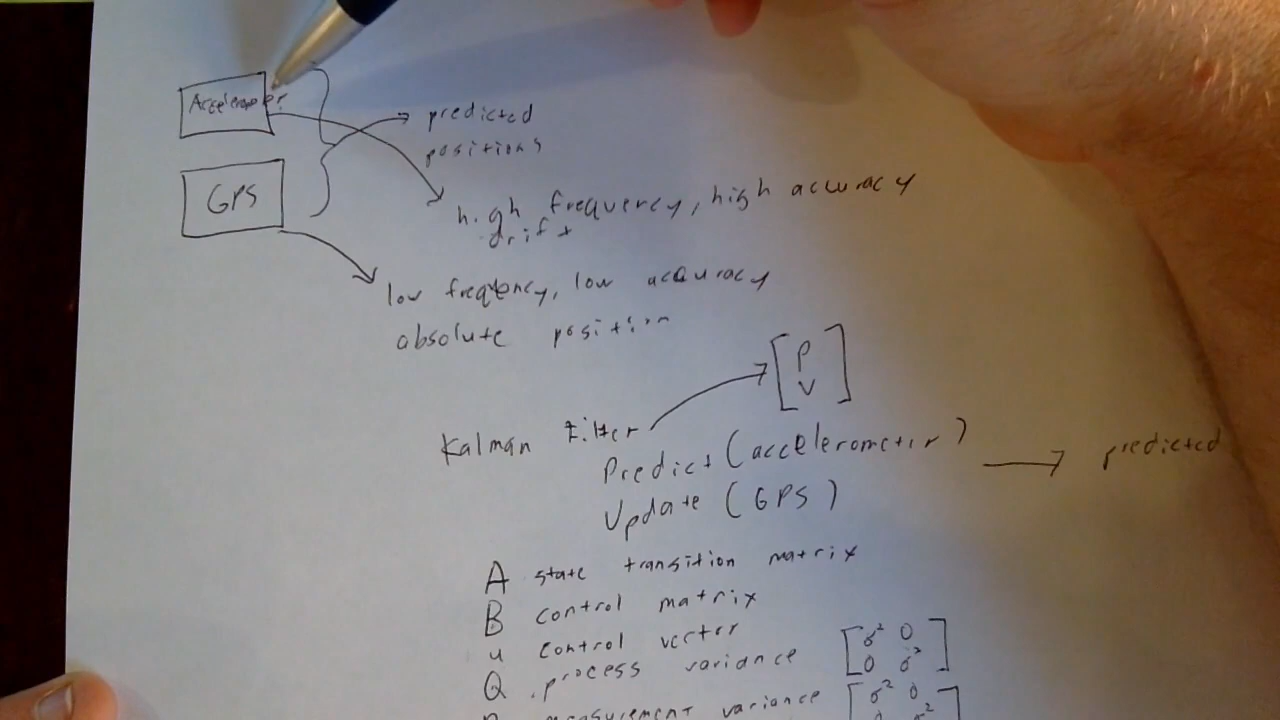 Accelerometer
GPS
predicted
positions
high frequency, high accuracy
drift
low frequency, low accuracy
absolute position
[P
V]
Kalman Filter
Predict (accelerometer) → predicted
Update (GPS)
A state transition matrix
B control matrix
u control vector
Q process variance [σ² 0
0 σ²]
measurement variance [σ² 0
0 σ²